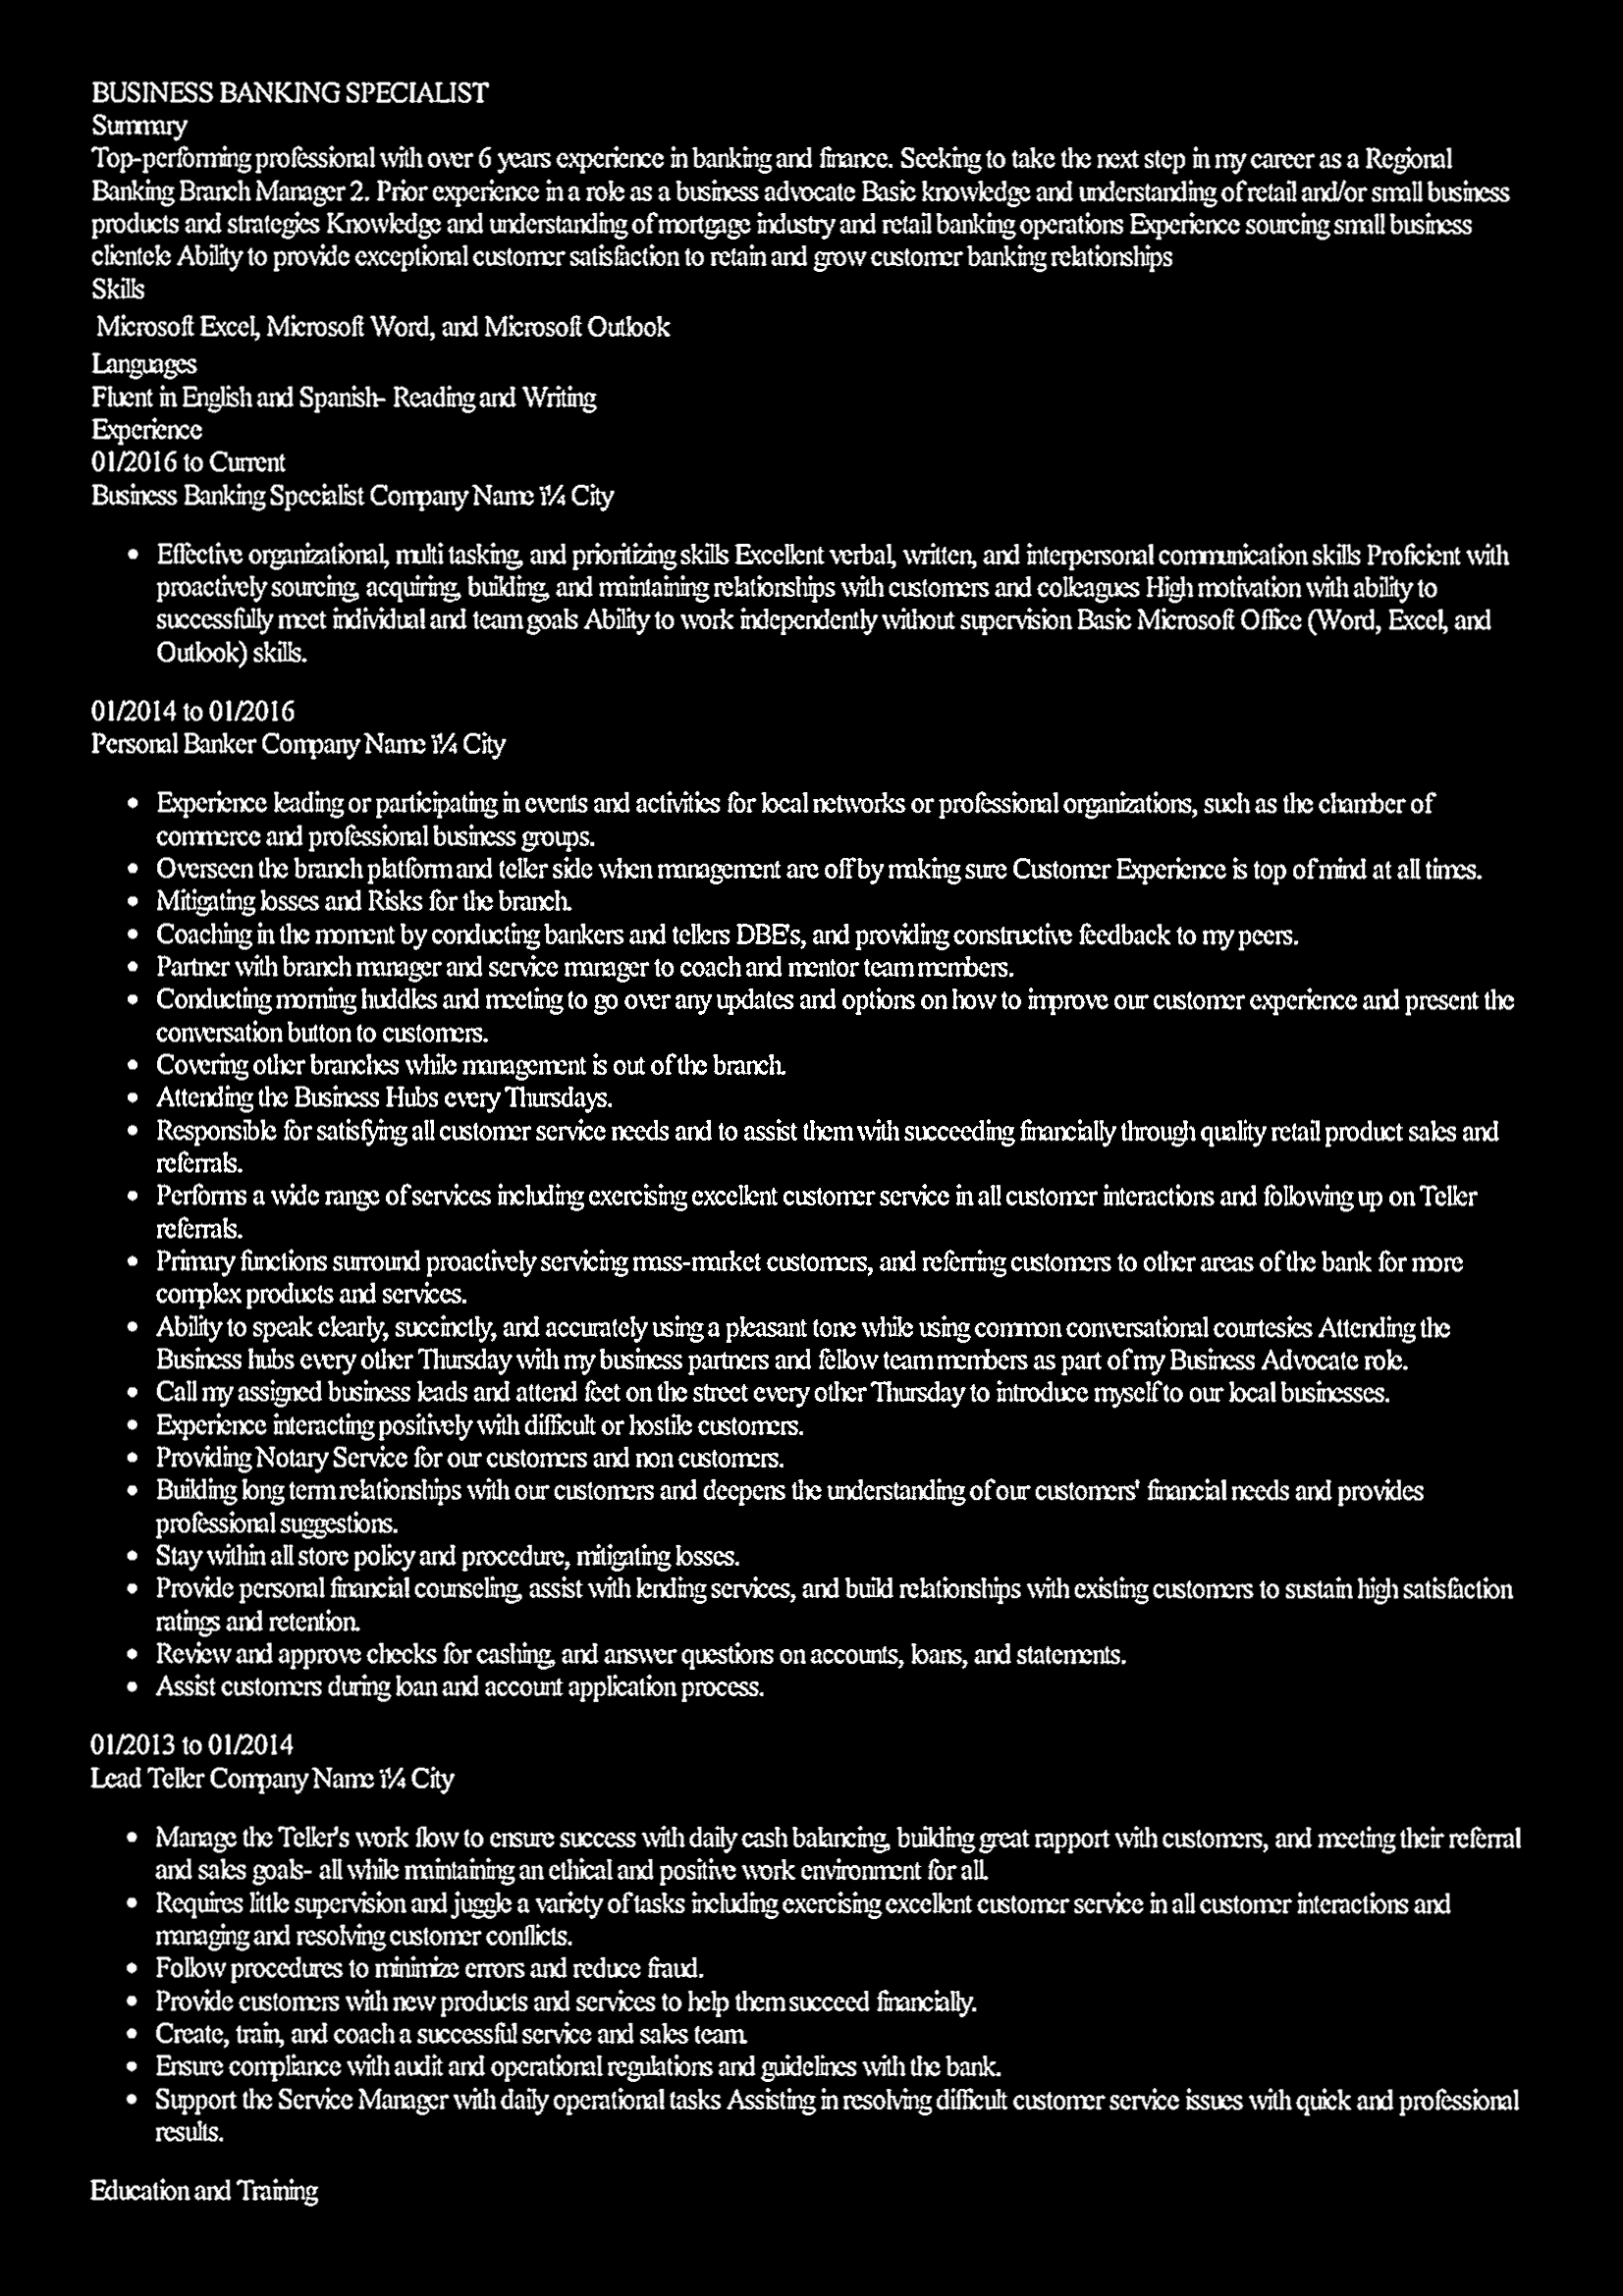 BUSINESS BANKING SPECIALIST
Summary
Top-performing professional with over 6 years experience in banking and finance. Seeking to take the next step in my career as a Regional
Banking Branch Manager 2. Prior experience in a role as a business advocate Basic knowledge and understanding of retail and/or small business
products and strategies Knowledge and understanding of mortgage industry and retail banking operations Experience sourcing small business
clientele Ability to provide exceptional customer satisfaction to retain and grow customer banking relationships
Skills
Microsoft Excel, Microsoft Word, and Microsoft Outlook
Languages
Fluent in English and Spanish- Reading and Writing
Experience
01/2016 to Current
Business Banking Specialist Company Name ï¼ City
• Effective organizational, multi tasking, and prioritizing skills Excellent verbal, written, and interpersonal communication skills Proficient with
proactively sourcing, acquiring, building, and maintaining relationships with customers and colleagues High motivation with ability to
successfully meet individual and team goals Ability to work independently without supervision Basic Microsoft Office (Word, Excel, and
Outlook) skills.
01/2014 to 01/2016
Personal Banker Company Name ï¼ City
• Experience leading or participating in events and activities for local networks or professional organizations, such as the chamber of
commerce and professional business groups.
• Overseen the branch platform and teller side when management are off by making sure Customer Experience is top of mind at all times.
• Mitigating losses and Risks for the branch.
• Coaching in the moment by conducting bankers and tellers DBE's, and providing constructive feedback to my peers.
• Partner with branch manager and service manager to coach and mentor team members.
• Conducting morning huddles and meeting to go over any updates and options on how to improve our customer experience and present the
conversation button to customers.
• Covering other branches while management is out of the branch.
• Attending the Business Hubs every Thursdays.
• Responsible for satisfying all customer service needs and to assist them with succeeding financially through quality retail product sales and
referrals.
• Performs a wide range of services including exercising excellent customer service in all customer interactions and following up on Teller
referrals.
• Primary functions surround proactively servicing mass-market customers, and referring customers to other areas of the bank for more
complex products and services.
• Ability to speak clearly, succinctly, and accurately using a pleasant tone while using common conversational courtesies Attending the
Business hubs every other Thursday with my business partners and fellow team members as part of my Business Advocate role.
• Call my assigned business leads and attend feet on the street every other Thursday to introduce myself to our local businesses.
• Experience interacting positively with difficult or hostile customers.
• Providing Notary Service for our customers and non customers.
• Building long term relationships with our customers and deepens the understanding of our customers' financial needs and provides
professional suggestions.
• Stay within all store policy and procedure, mitigating losses.
• Provide personal financial counseling, assist with lending services, and build relationships with existing customers to sustain high satisfaction
ratings and retention.
• Review and approve checks for cashing, and answer questions on accounts, loans, and statements.
• Assist customers during loan and account application process.
01/2013 to 01/2014
Lead Teller Company Name ï¼ City
• Manage the Teller's work flow to ensure success with daily cash balancing, building great rapport with customers, and meeting their referral
and sales goals- all while maintaining an ethical and positive work environment for all.
• Requires little supervision and juggle a variety of tasks including exercising excellent customer service in all customer interactions and
managing and resolving customer conflicts.
• Follow procedures to minimize errors and reduce fraud.
• Provide customers with new products and services to help them succeed financially.
• Create, train, and coach a successful service and sales team.
• Ensure compliance with audit and operational regulations and guidelines with the bank.
• Support the Service Manager with daily operational tasks Assisting in resolving difficult customer service issues with quick and professional
results.
Education and Training